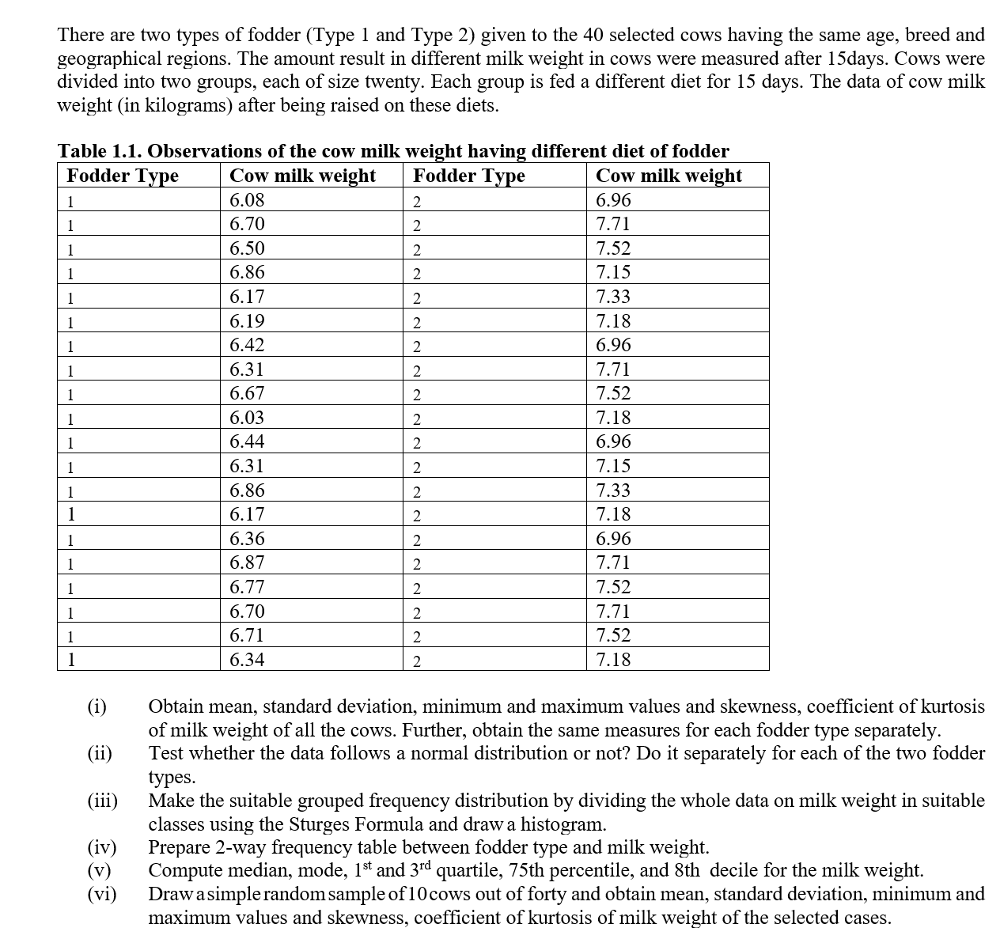 There are two types of fodder (Type 1 and Type 2) given to the 40 selected cows having the same age, breed and
geographical regions. The amount result in different milk weight in cows were measured after 15days. Cows were
divided into two groups, each of size twenty. Each group is fed a different diet for 15 days. The data of cow milk
weight (in kilograms) after being raised on these diets.
Table 1.1. Observations of the cow milk weight having different diet of fodder
Fodder Type Cow milk weight Fodder Type Cow milk weight
1 6.08 2 6.96
1 6.70 2 7.71
1 6.50 2 7.52
1 6.86 2 7.15
1 6.17 2 7.33
1 6.19 2 7.18
1 6.42 2 6.96
1 6.31 2 7.71
1 6.67 2 7.52
1 6.03 2 7.18
1 6.44 2 6.96
1 6.31 2 7.15
1 6.86 2 7.33
1 6.17 2 7.18
1 6.36 2 6.96
1 6.87 2 7.71
1 6.77 2 7.52
1 6.70 2 7.71
1 6.71 2 7.52
1 6.34 2 7.18
(i) Obtain mean, standard deviation, minimum and maximum values and skewness, coefficient of kurtosis
of milk weight of all the cows. Further, obtain the same measures for each fodder type separately.
(ii) Test whether the data follows a normal distribution or not? Do it separately for each of the two fodder
types.
(iii) Make the suitable grouped frequency distribution by dividing the whole data on milk weight in suitable
classes using the Sturges Formula and draw a histogram.
(iv) Prepare 2-way frequency table between fodder type and milk weight.
(v) Compute median, mode, 1st and 3rd quartile, 75th percentile, and 8th decile for the milk weight.
(vi) Draw a simple random sample of 10 cows out of forty and obtain mean, standard deviation, minimum and
maximum values and skewness, coefficient of kurtosis of milk weight of the selected cases.